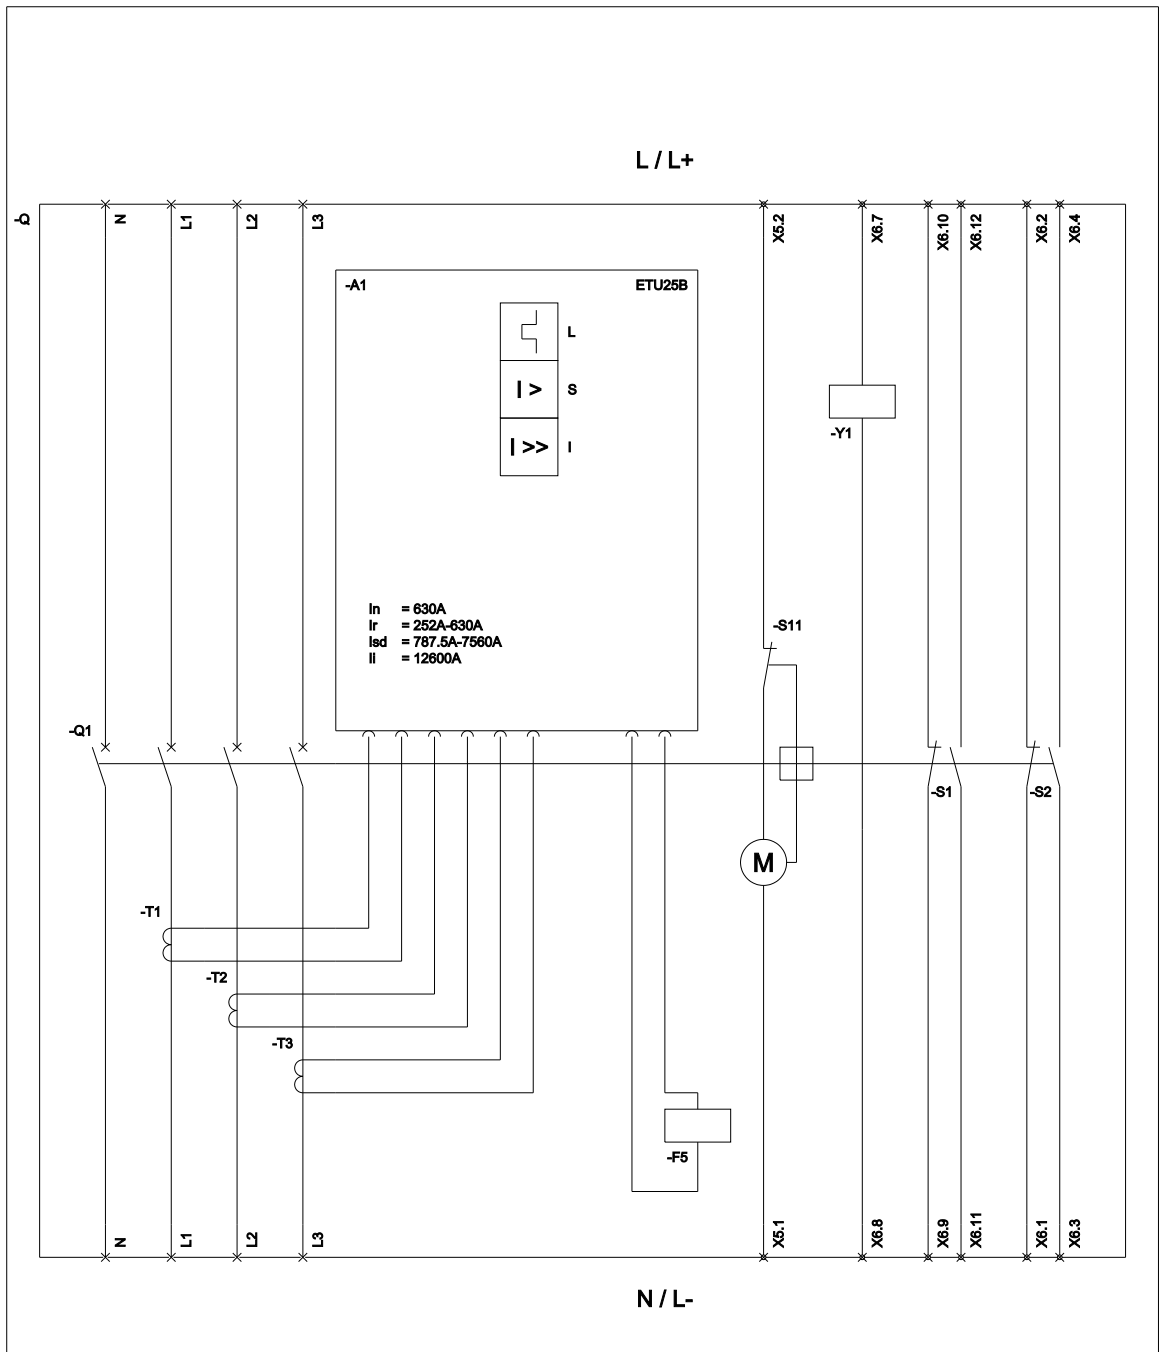 L / L+
-Q
N
L1
L2
L3
X5.2
X6.7
X6.10
X6.12
X6.2
X6.4
-A1
ETU25B
L
I >
S
I >>
I
-Y1
In = 630A
Ir = 252A-630A
Isd = 787.5A-7560A
Ii = 12600A
-S11
-Q1
-S1
-S2
M
-T1
-T2
-T3
-F5
N
L1
L2
L3
X5.1
X6.8
X6.9
X6.11
X6.1
X6.3
N / L-